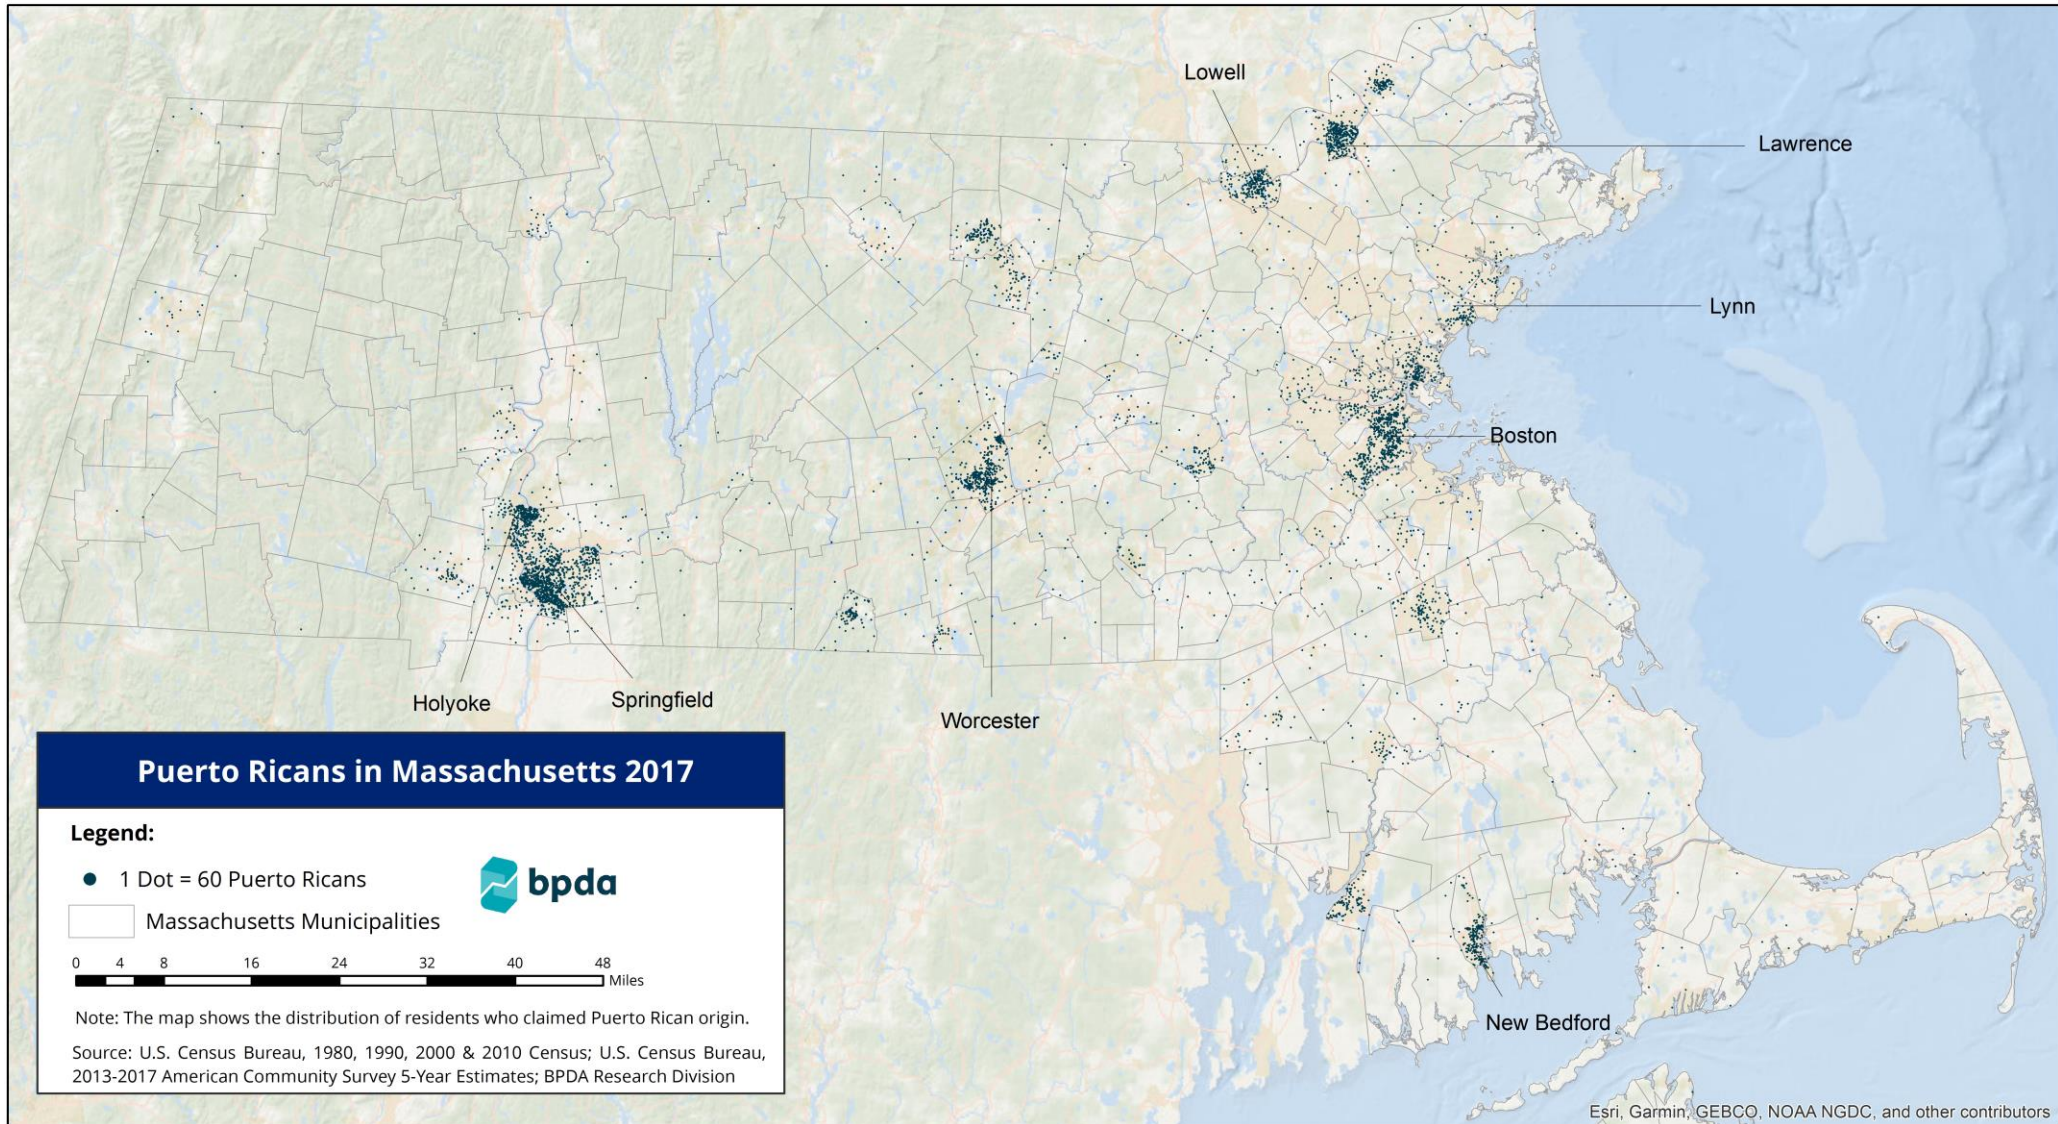 Lowell
Lawrence
Lynn
Boston
Holyoke
Springfield
Worcester
New Bedford
Puerto Ricans in Massachusetts 2017
Legend:
1 Dot = 60 Puerto Ricans
bpda
Massachusetts Municipalities
0 4 8 16 24 32 40 48
Miles
Note: The map shows the distribution of residents who claimed Puerto Rican origin.
Source: U.S. Census Bureau, 1980, 1990, 2000 & 2010 Census; U.S. Census Bureau,
2013-2017 American Community Survey 5-Year Estimates; BPDA Research Division
Esri, Garmin, GEBCO, NOAA NGDC, and other contributors